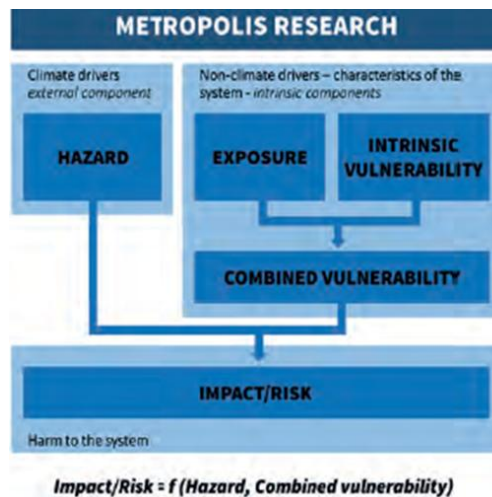 METROPOLIS RESEARCH
Climate drivers
external component
Non-climate drivers – characteristics of the
system - intrinsic components
HAZARD
EXPOSURE
INTRINSIC
VULNERABILITY
COMBINED VULNERABILITY
IMPACT/RISK
Harm to the system
Impact/Risk = f (Hazard, Combined vulnerability)